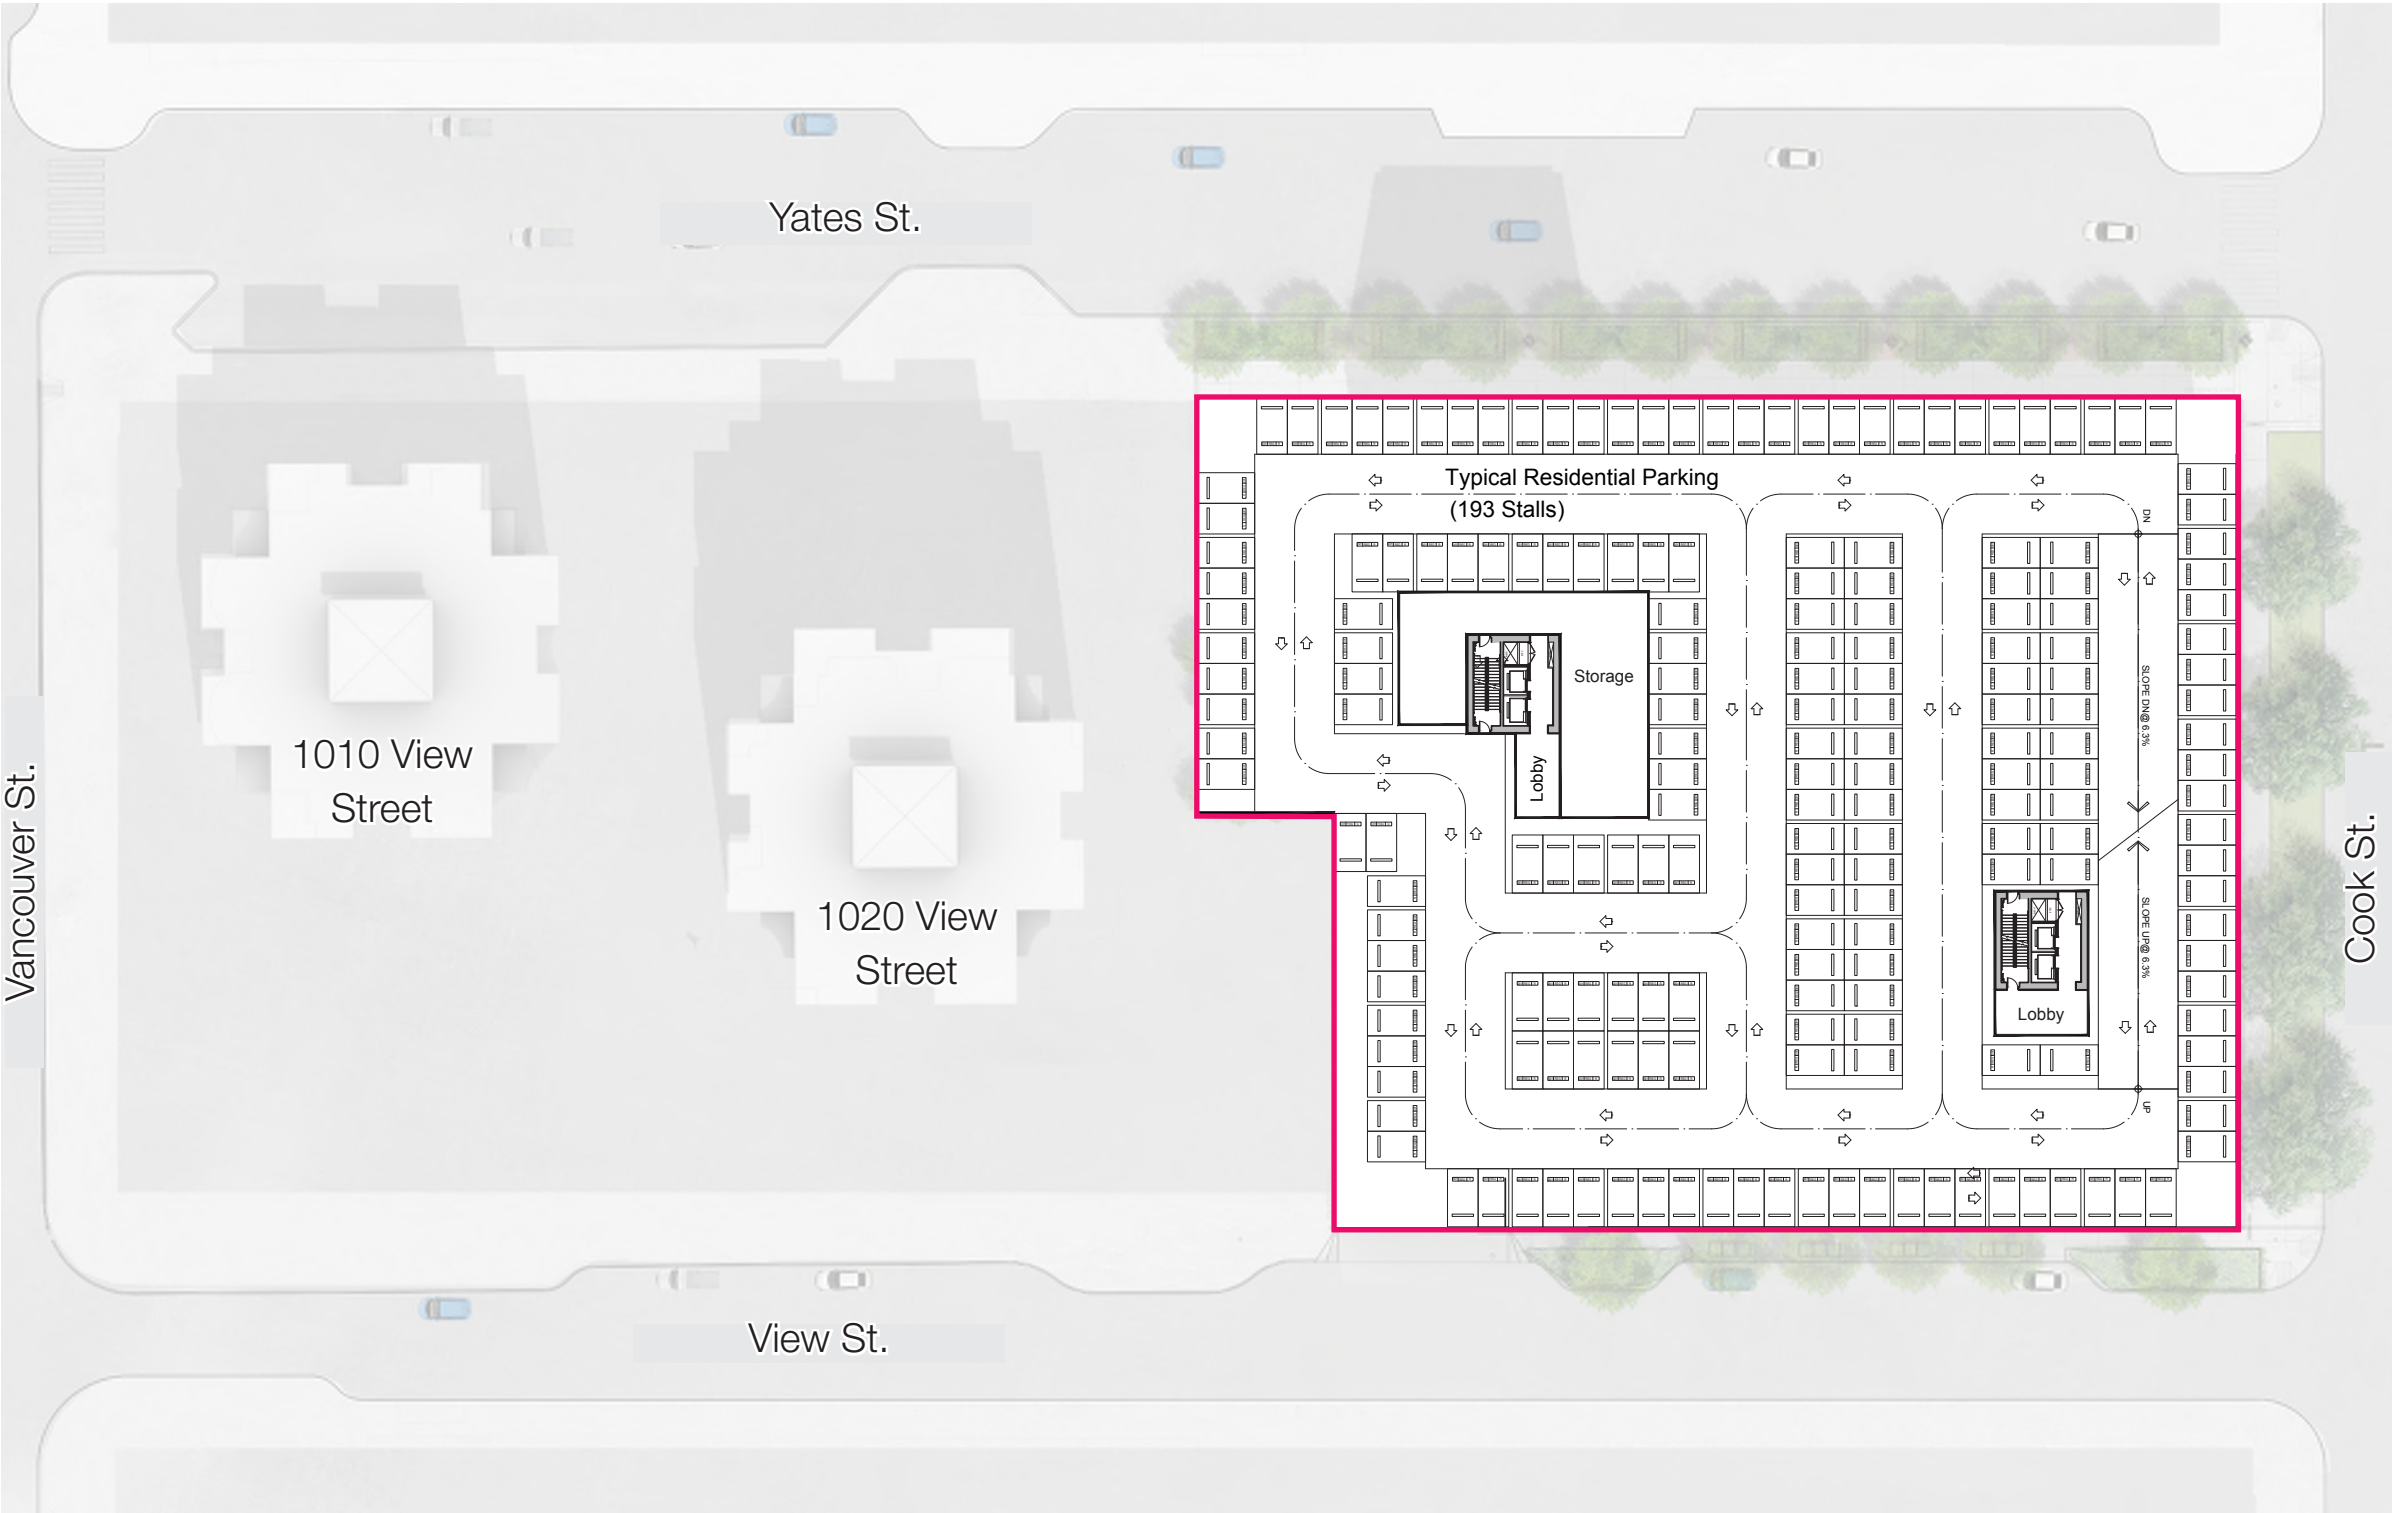 Yates St.
Typical Residential Parking
(193 Stalls)
DN
Storage
SLOPE DN@ 6.3%
1010 View
Street
Lobby
Vancouver St.
Cook St.
1020 View
Street
SLOPE UP@ 6.3%
Lobby
UP
View St.